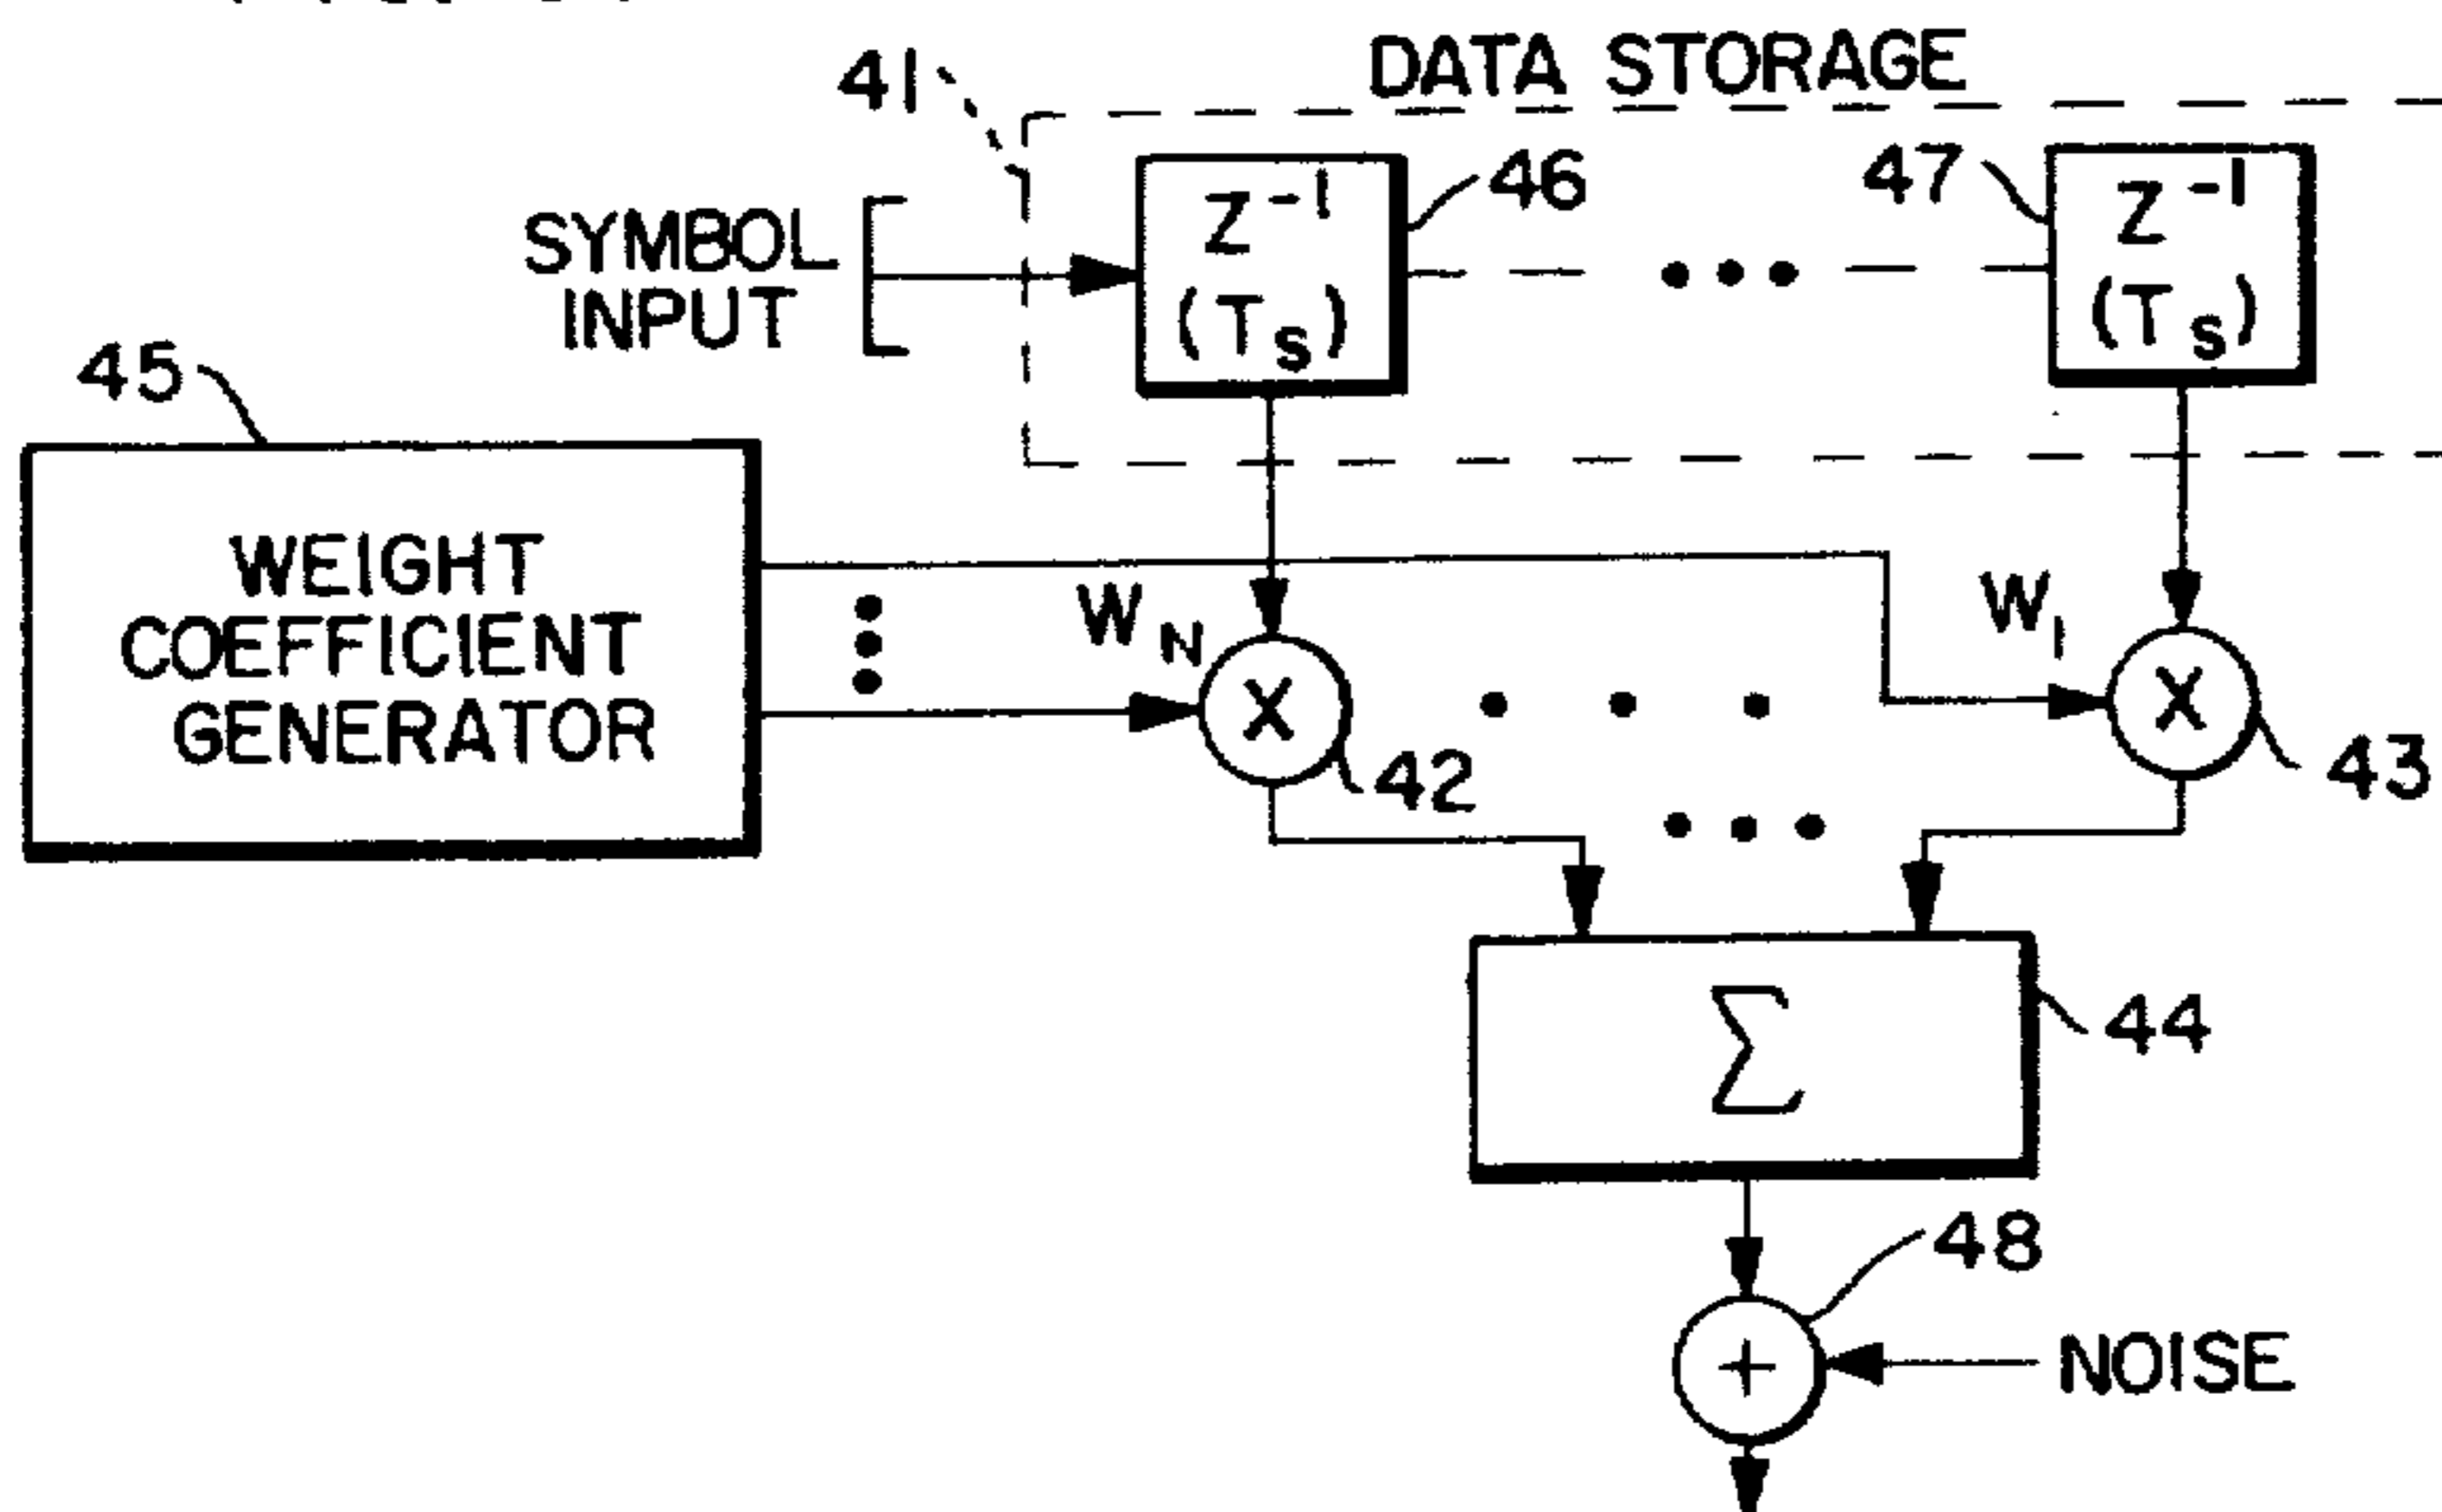 DATA STORAGE
41
46
47
Z⁻¹
(Tₛ)
Z⁻¹
(Tₛ)
SYMBOL
INPUT
45
WEIGHT
COEFFICIENT
GENERATOR
W_N
W_1
X
X
42
43
Σ
44
48
+
NOISE